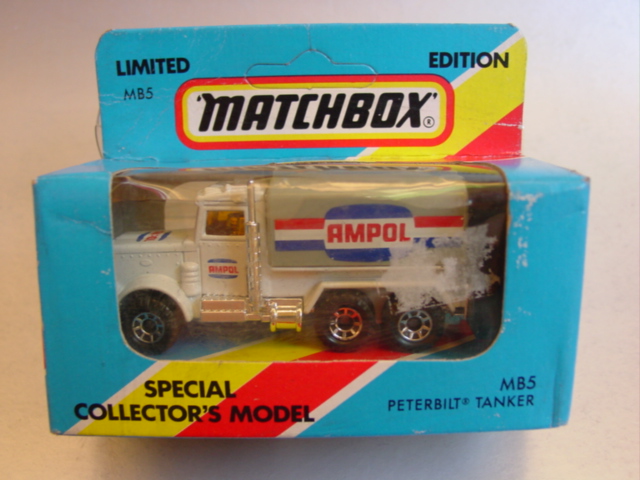 LIMITED EDITION
MB5
"MATCHBOX"®
AMPOL
AMPOL
SPECIAL
COLLECTOR'S MODEL
MB5
PETERBILT® TANKER